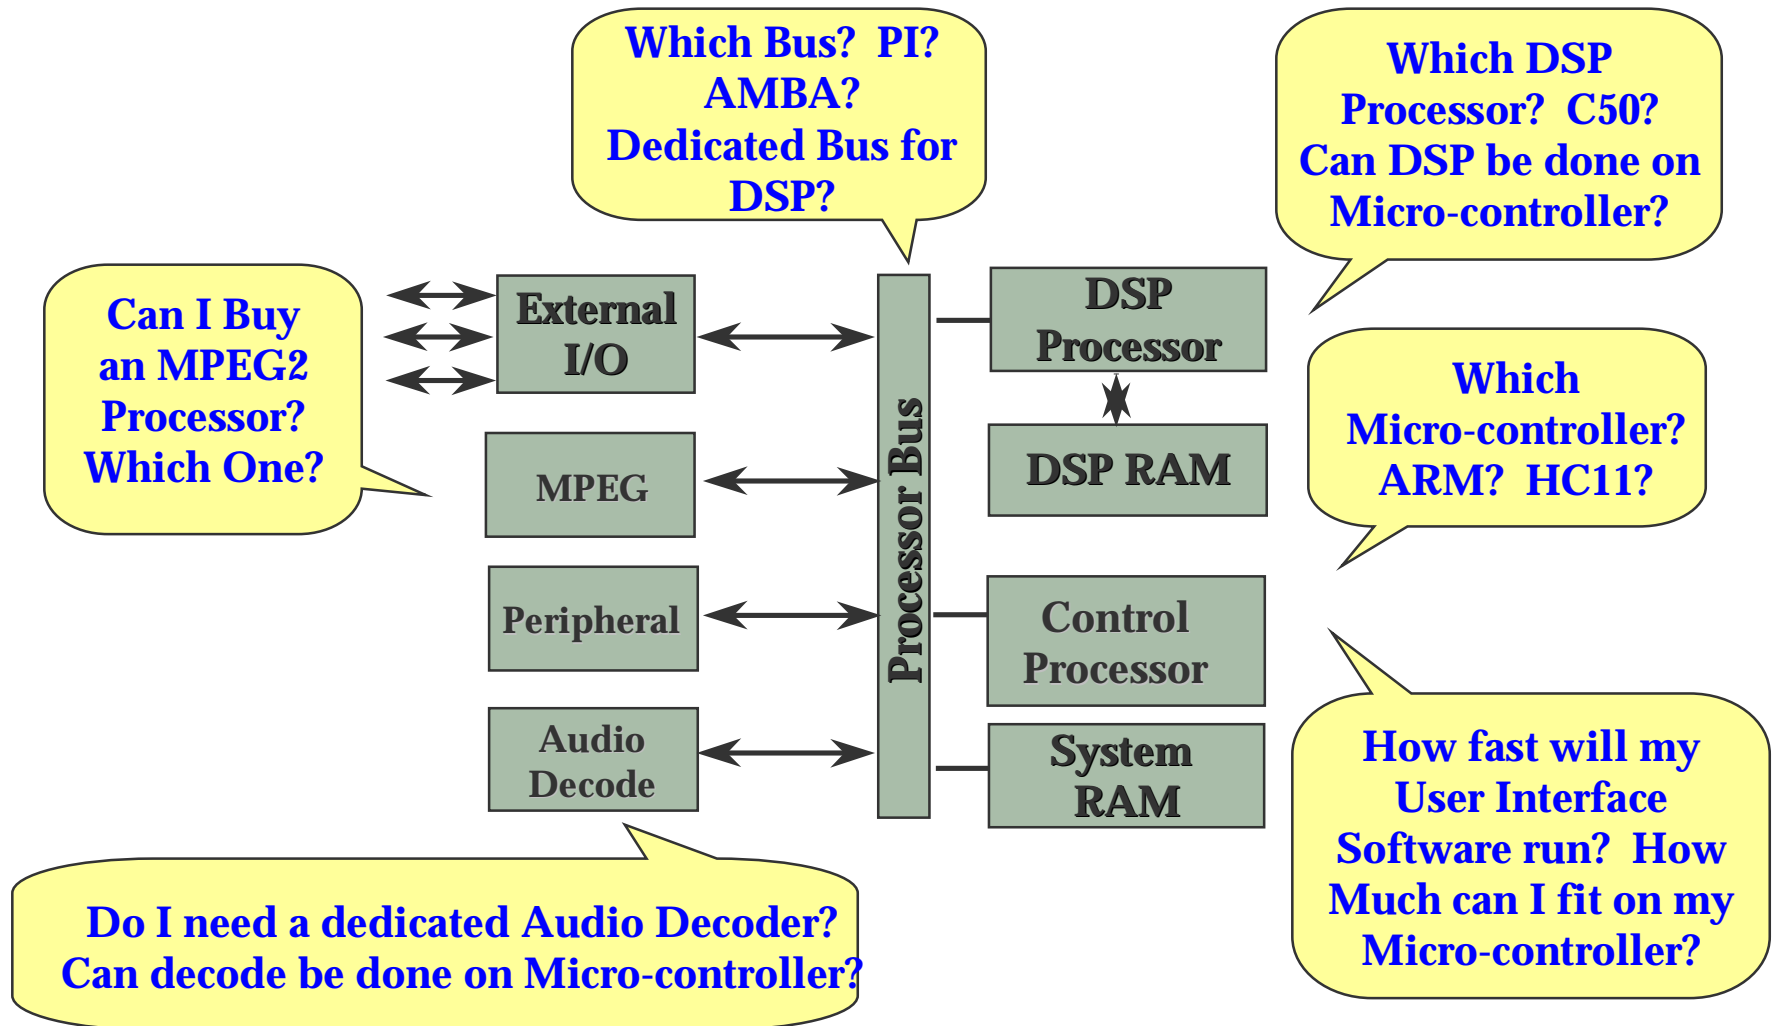 Which Bus?  PI?
AMBA?
Dedicated Bus for
DSP?
Which DSP
Processor?  C50?
Can DSP be done on
Micro-controller?
Can I Buy
an MPEG2
Processor?
Which One?
External
I/O
DSP
Processor
Which
Micro-controller?
ARM?  HC11?
MPEG
Processor Bus
DSP RAM
Peripheral
Control
Processor
Audio
Decode
System
RAM
How fast will my
User Interface
Software run?  How
Much can I fit on my
Micro-controller?
Do I need a dedicated Audio Decoder?
Can decode be done on Micro-controller?